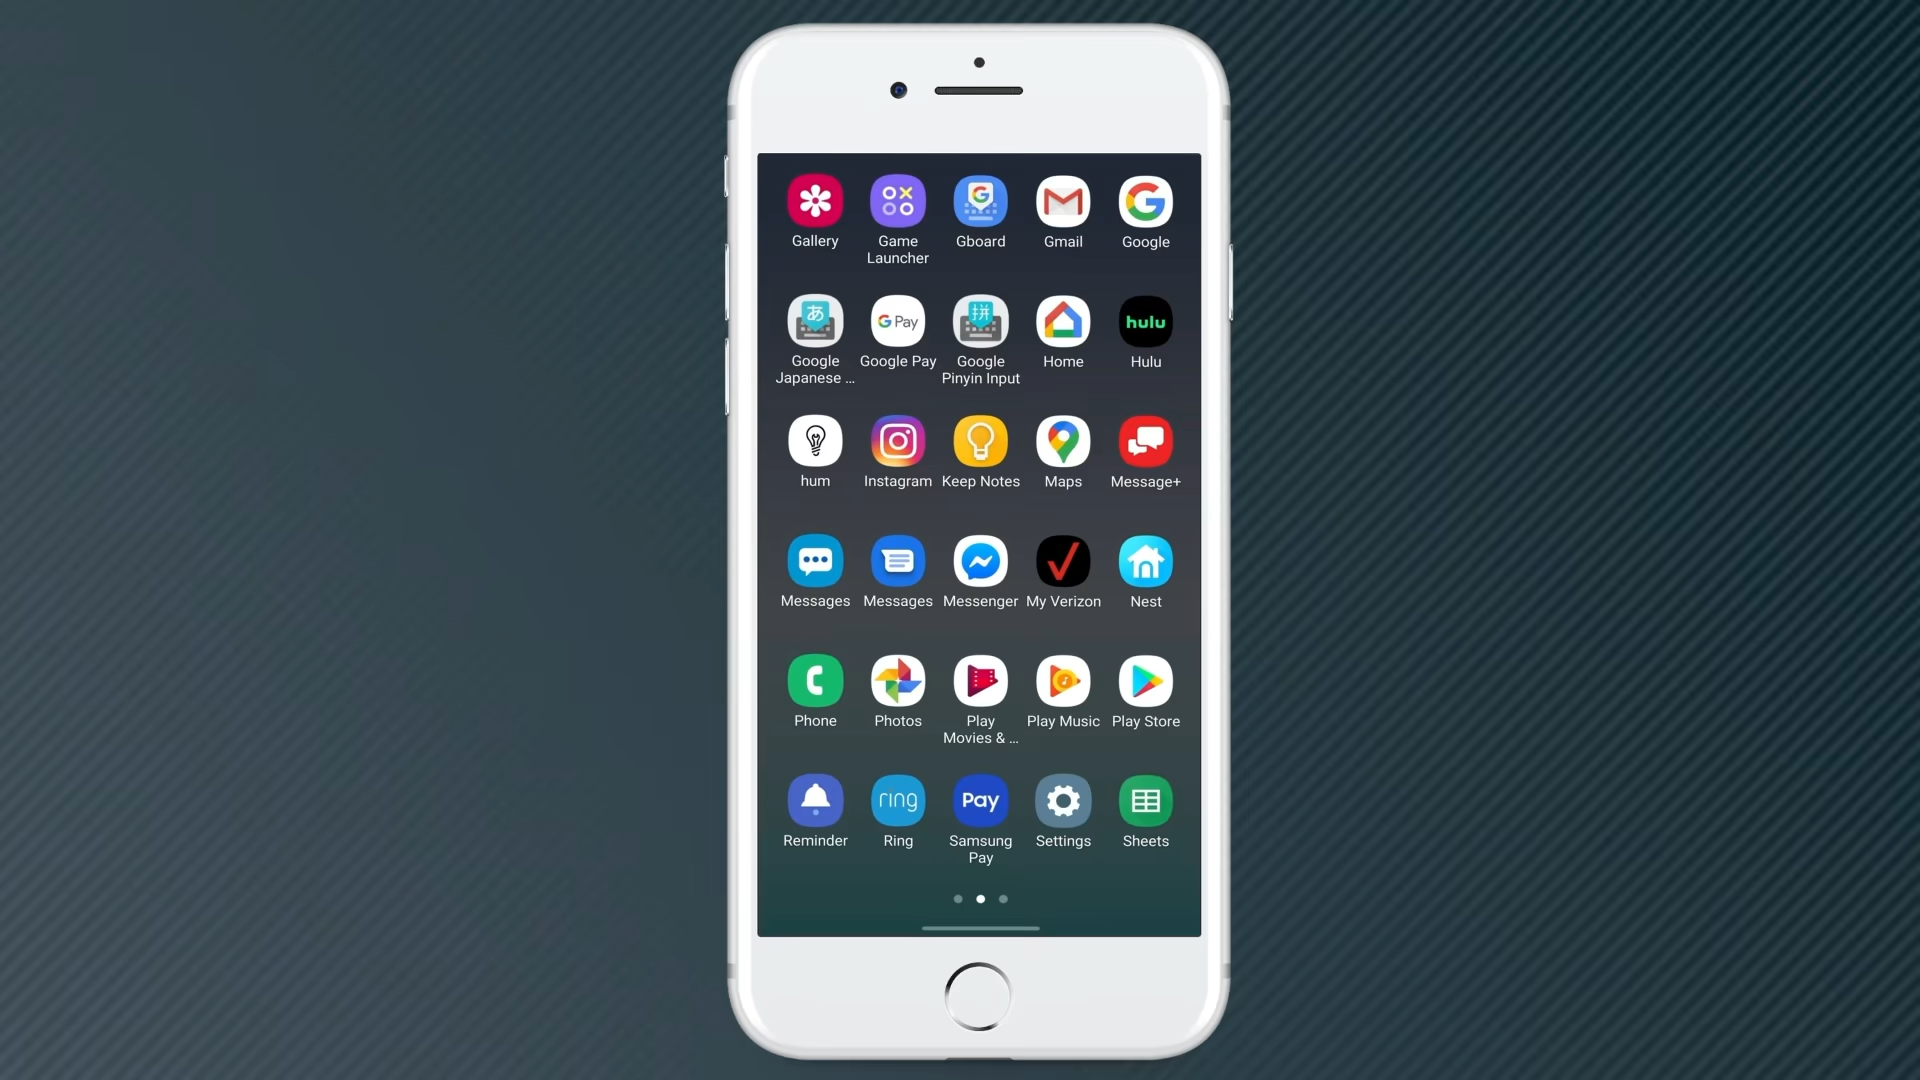 Gallery
Game
Launcher
Gboard
Gmail
Google
あ
G Pay
拼
hulu
Google
Japanese ...
Google Pay
Google
Pinyin Input
Home
Hulu
hum
Instagram
Keep Notes
Maps
Message+
Messages
Messages
Messenger
My Verizon
Nest
Phone
Photos
Play
Movies & ...
Play Music
Play Store
ring
Pay
Reminder
Ring
Samsung
Pay
Settings
Sheets